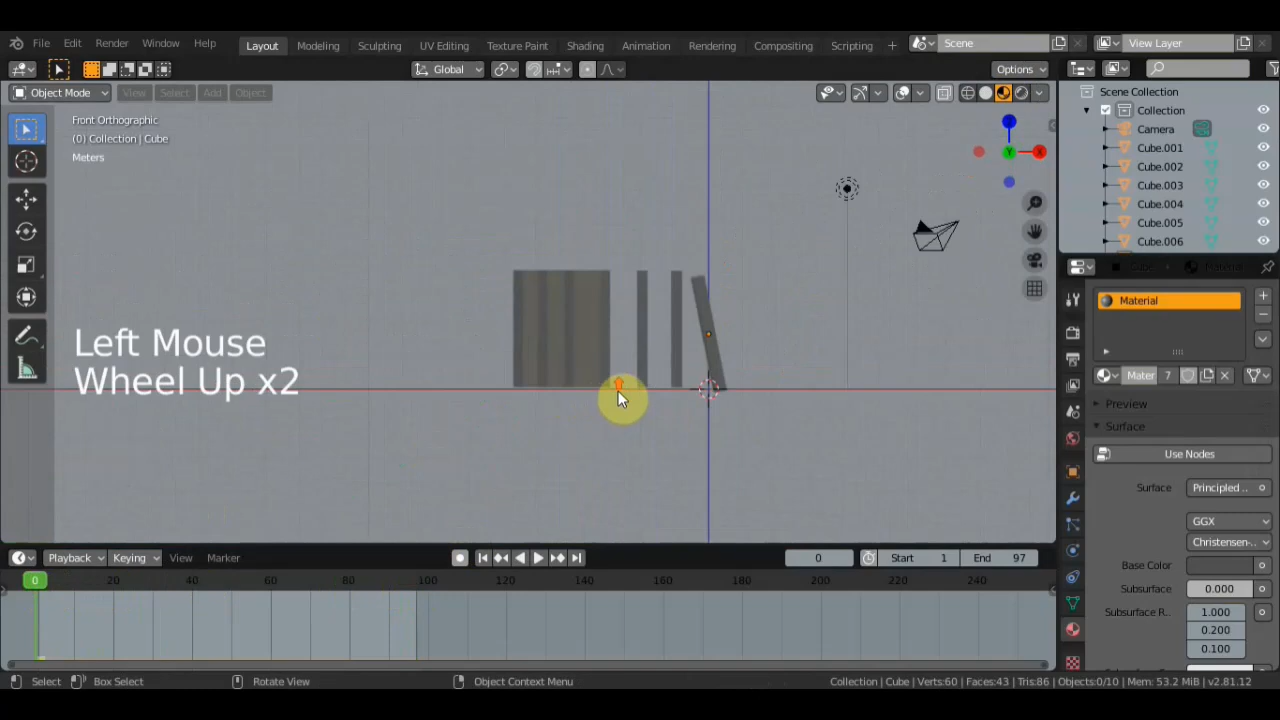 File Edit Render Window Help Layout Modeling Sculpting UV Editing Texture Paint Shading Animation Rendering Compositing Scripting + Scene View Layer
Global Options
Object Mode View Select Add Object
Front Orthographic
(0) Collection | Cube
Meters
X
Y
Left Mouse
Wheel Up x2
Scene Collection
Collection
Camera
Cube.001
Cube.002
Cube.003
Cube.004
Cube.005
Cube.006
Material
Mater 7
Preview
Surface
Use Nodes
Surface Principled ..
GGX
Christensen-..
Base Color
Subsurface 0.000
Subsurface R.. 1.000
0.200
0.100
Playback Keying View Marker 0 Start 1 End 97
0 20 40 60 80 100 120 140 160 180 200 220 240
Select Box Select Rotate View Object Context Menu Collection | Cube | Verts:60 | Faces:43 | Tris:86 | Objects:0/10 | Mem: 53.2 MiB | v2.81.12